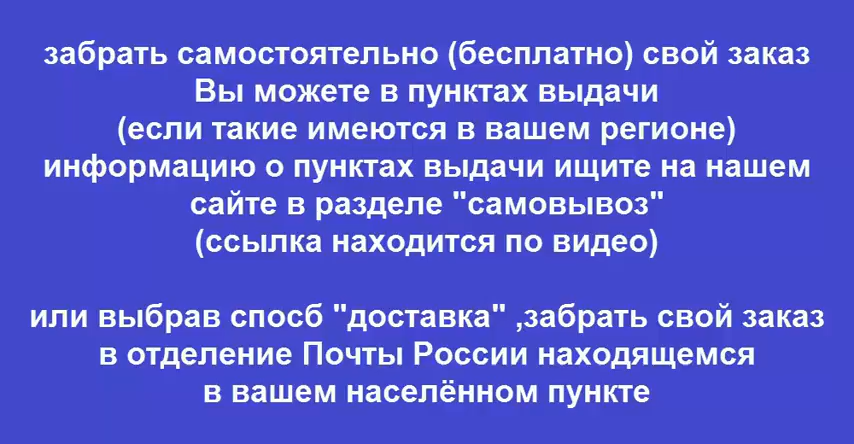 забрать самостоятельно (бесплатно) свой заказ
Вы можете в пунктах выдачи
(если такие имеются в вашем регионе)
информацию о пунктах выдачи ищите на нашем
сайте в разделе "самовывоз"
(ссылка находится по видео)
или выбрав спосб "доставка" ,забрать свой заказ
в отделение Почты России находящемся
в вашем населённом пункте